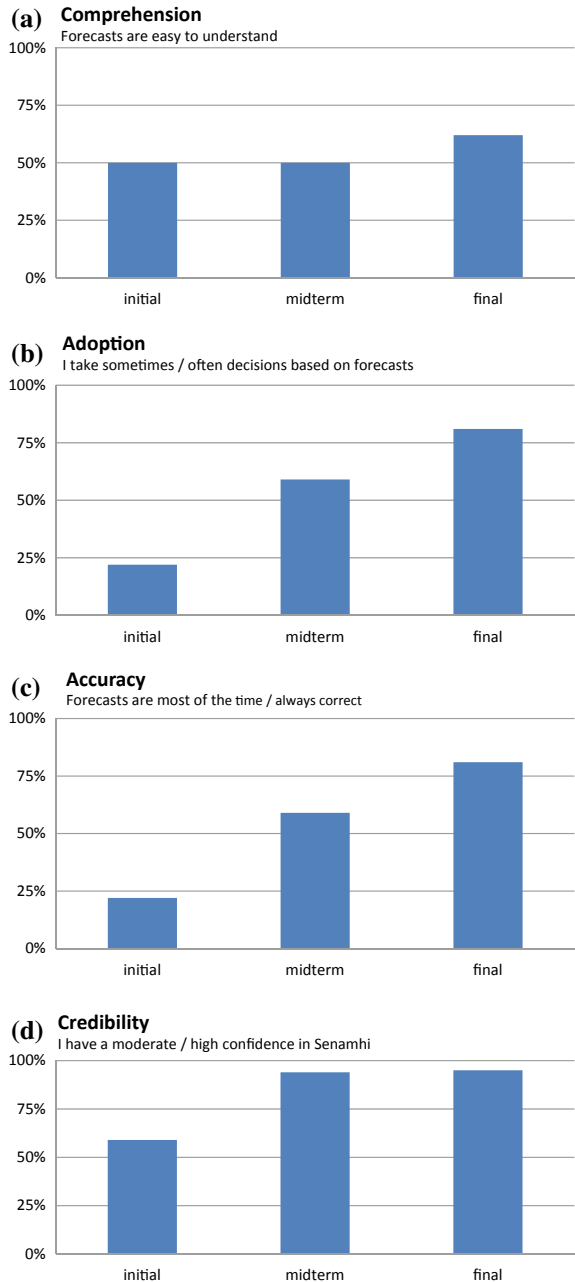 (a) Comprehension
Forecasts are easy to understand
100%
75%
50%
25%
0%
initial midterm final
(b) Adoption
I take sometimes / often decisions based on forecasts
100%
75%
50%
25%
0%
initial midterm final
(c) Accuracy
Forecasts are most of the time / always correct
100%
75%
50%
25%
0%
initial midterm final
(d) Credibility
I have a moderate / high confidence in Senamhi
100%
75%
50%
25%
0%
initial midterm final